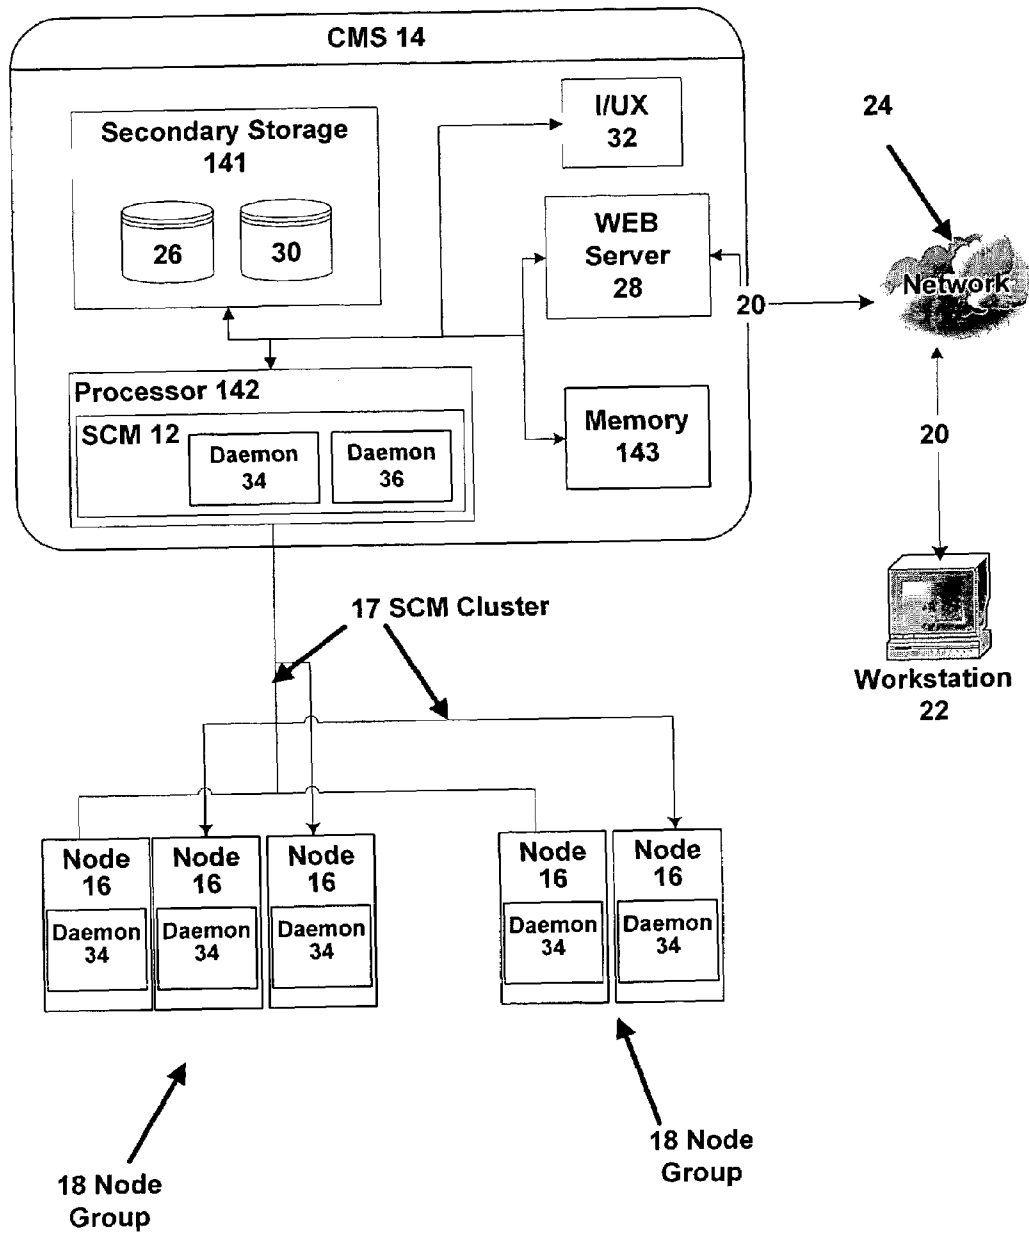 CMS 14
Secondary Storage
141
26
30
I/UX
32
WEB
Server
28
24
Network
20
Processor 142
SCM 12
Daemon
34
Daemon
36
Memory
143
20
17 SCM Cluster
Workstation
22
Node
16
Daemon
34
Node
16
Daemon
34
Node
16
Daemon
34
Node
16
Daemon
34
Node
16
Daemon
34
18 Node
Group
18 Node
Group